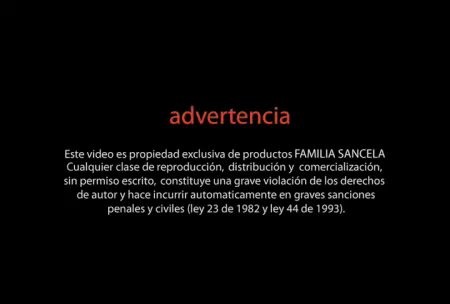 advertencia
Este video es propiedad exclusiva de productos FAMILIA SANCELA
Cualquier clase de reproducción, distribución y comercialización,
sin permiso escrito, constituye una grave violación de los derechos
de autor y hace incurrir automaticamente en graves sanciones
penales y civiles (ley 23 de 1982 y ley 44 de 1993).